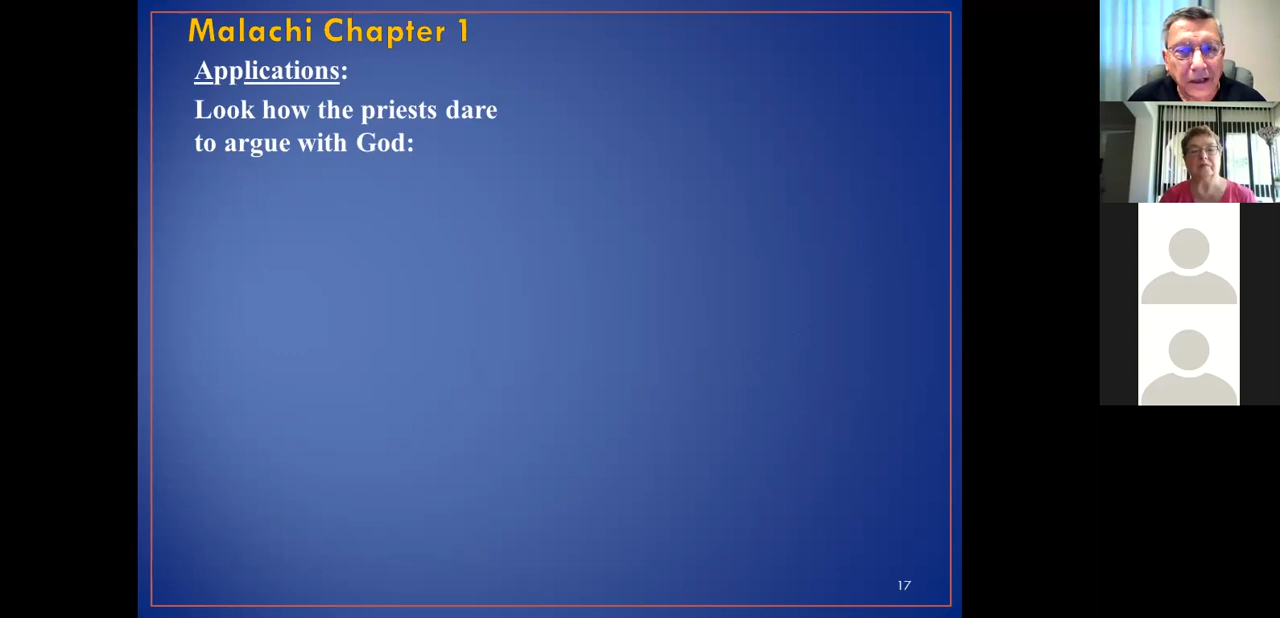 Malachi Chapter 1
Applications:
Look how the priests dare
to argue with God:
17